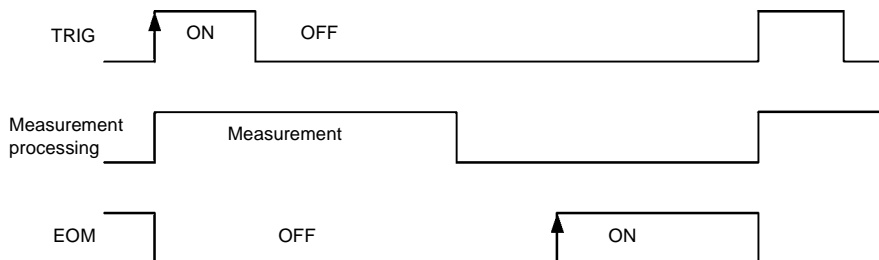 TRIG
ON
OFF
Measurement
processing
Measurement
EOM
OFF
ON